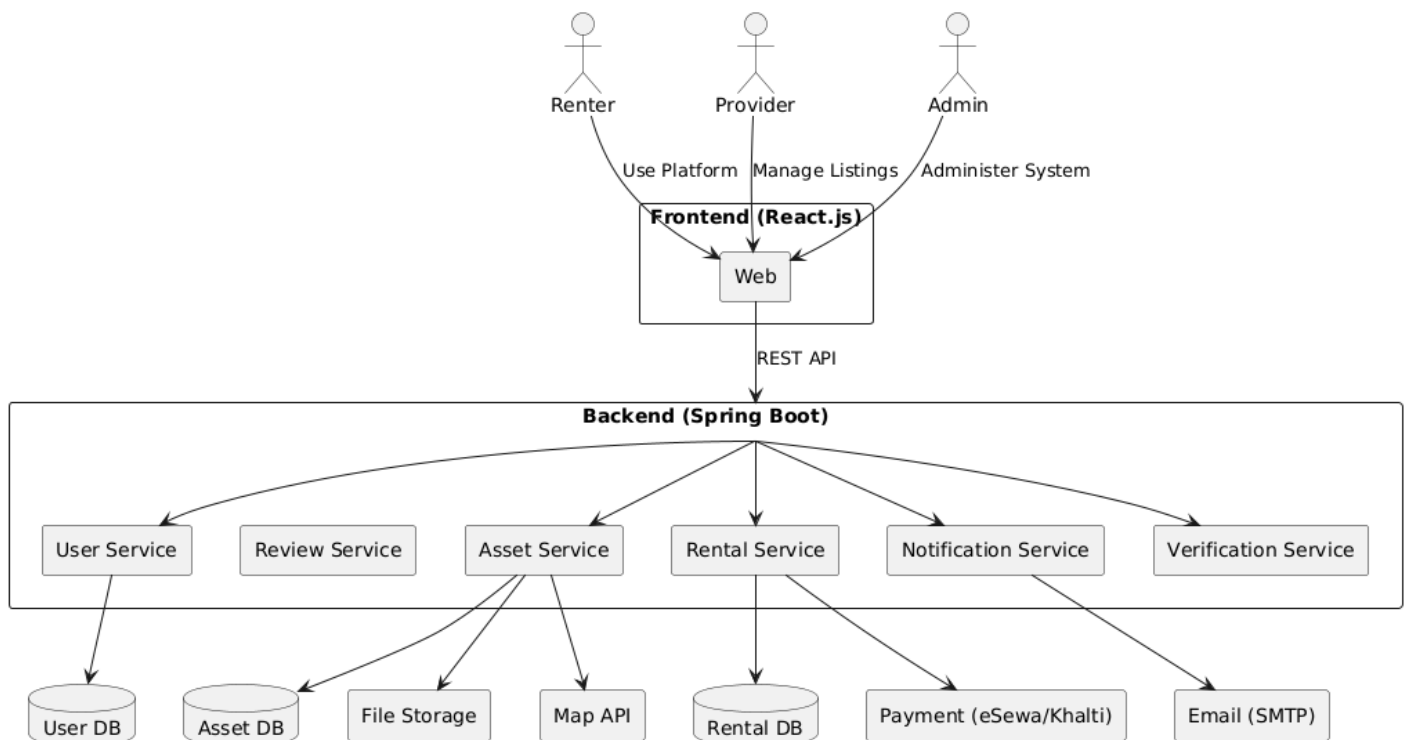 Renter
Provider
Admin
Use Platform
Manage Listings
Administer System
Frontend (React.js)
Web
REST API
Backend (Spring Boot)
User Service
Review Service
Asset Service
Rental Service
Notification Service
Verification Service
User DB
Asset DB
File Storage
Map API
Rental DB
Payment (eSewa/Khalti)
Email (SMTP)